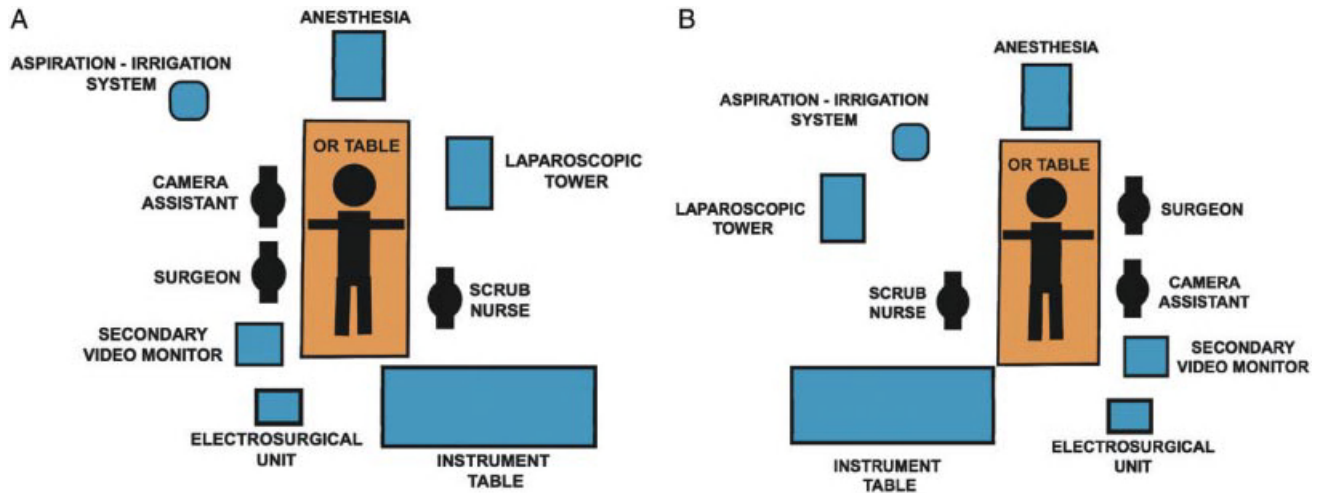 A
ANESTHESIA
ASPIRATION - IRRIGATION
SYSTEM
OR TABLE
LAPAROSCOPIC
TOWER
CAMERA
ASSISTANT
SURGEON
SCRUB
NURSE
SECONDARY
VIDEO MONITOR
ELECTROSURGICAL
UNIT
INSTRUMENT
TABLE
B
ANESTHESIA
ASPIRATION - IRRIGATION
SYSTEM
OR TABLE
LAPAROSCOPIC
TOWER
SURGEON
SCRUB
NURSE
CAMERA
ASSISTANT
SECONDARY
VIDEO MONITOR
ELECTROSURGICAL
UNIT
INSTRUMENT
TABLE